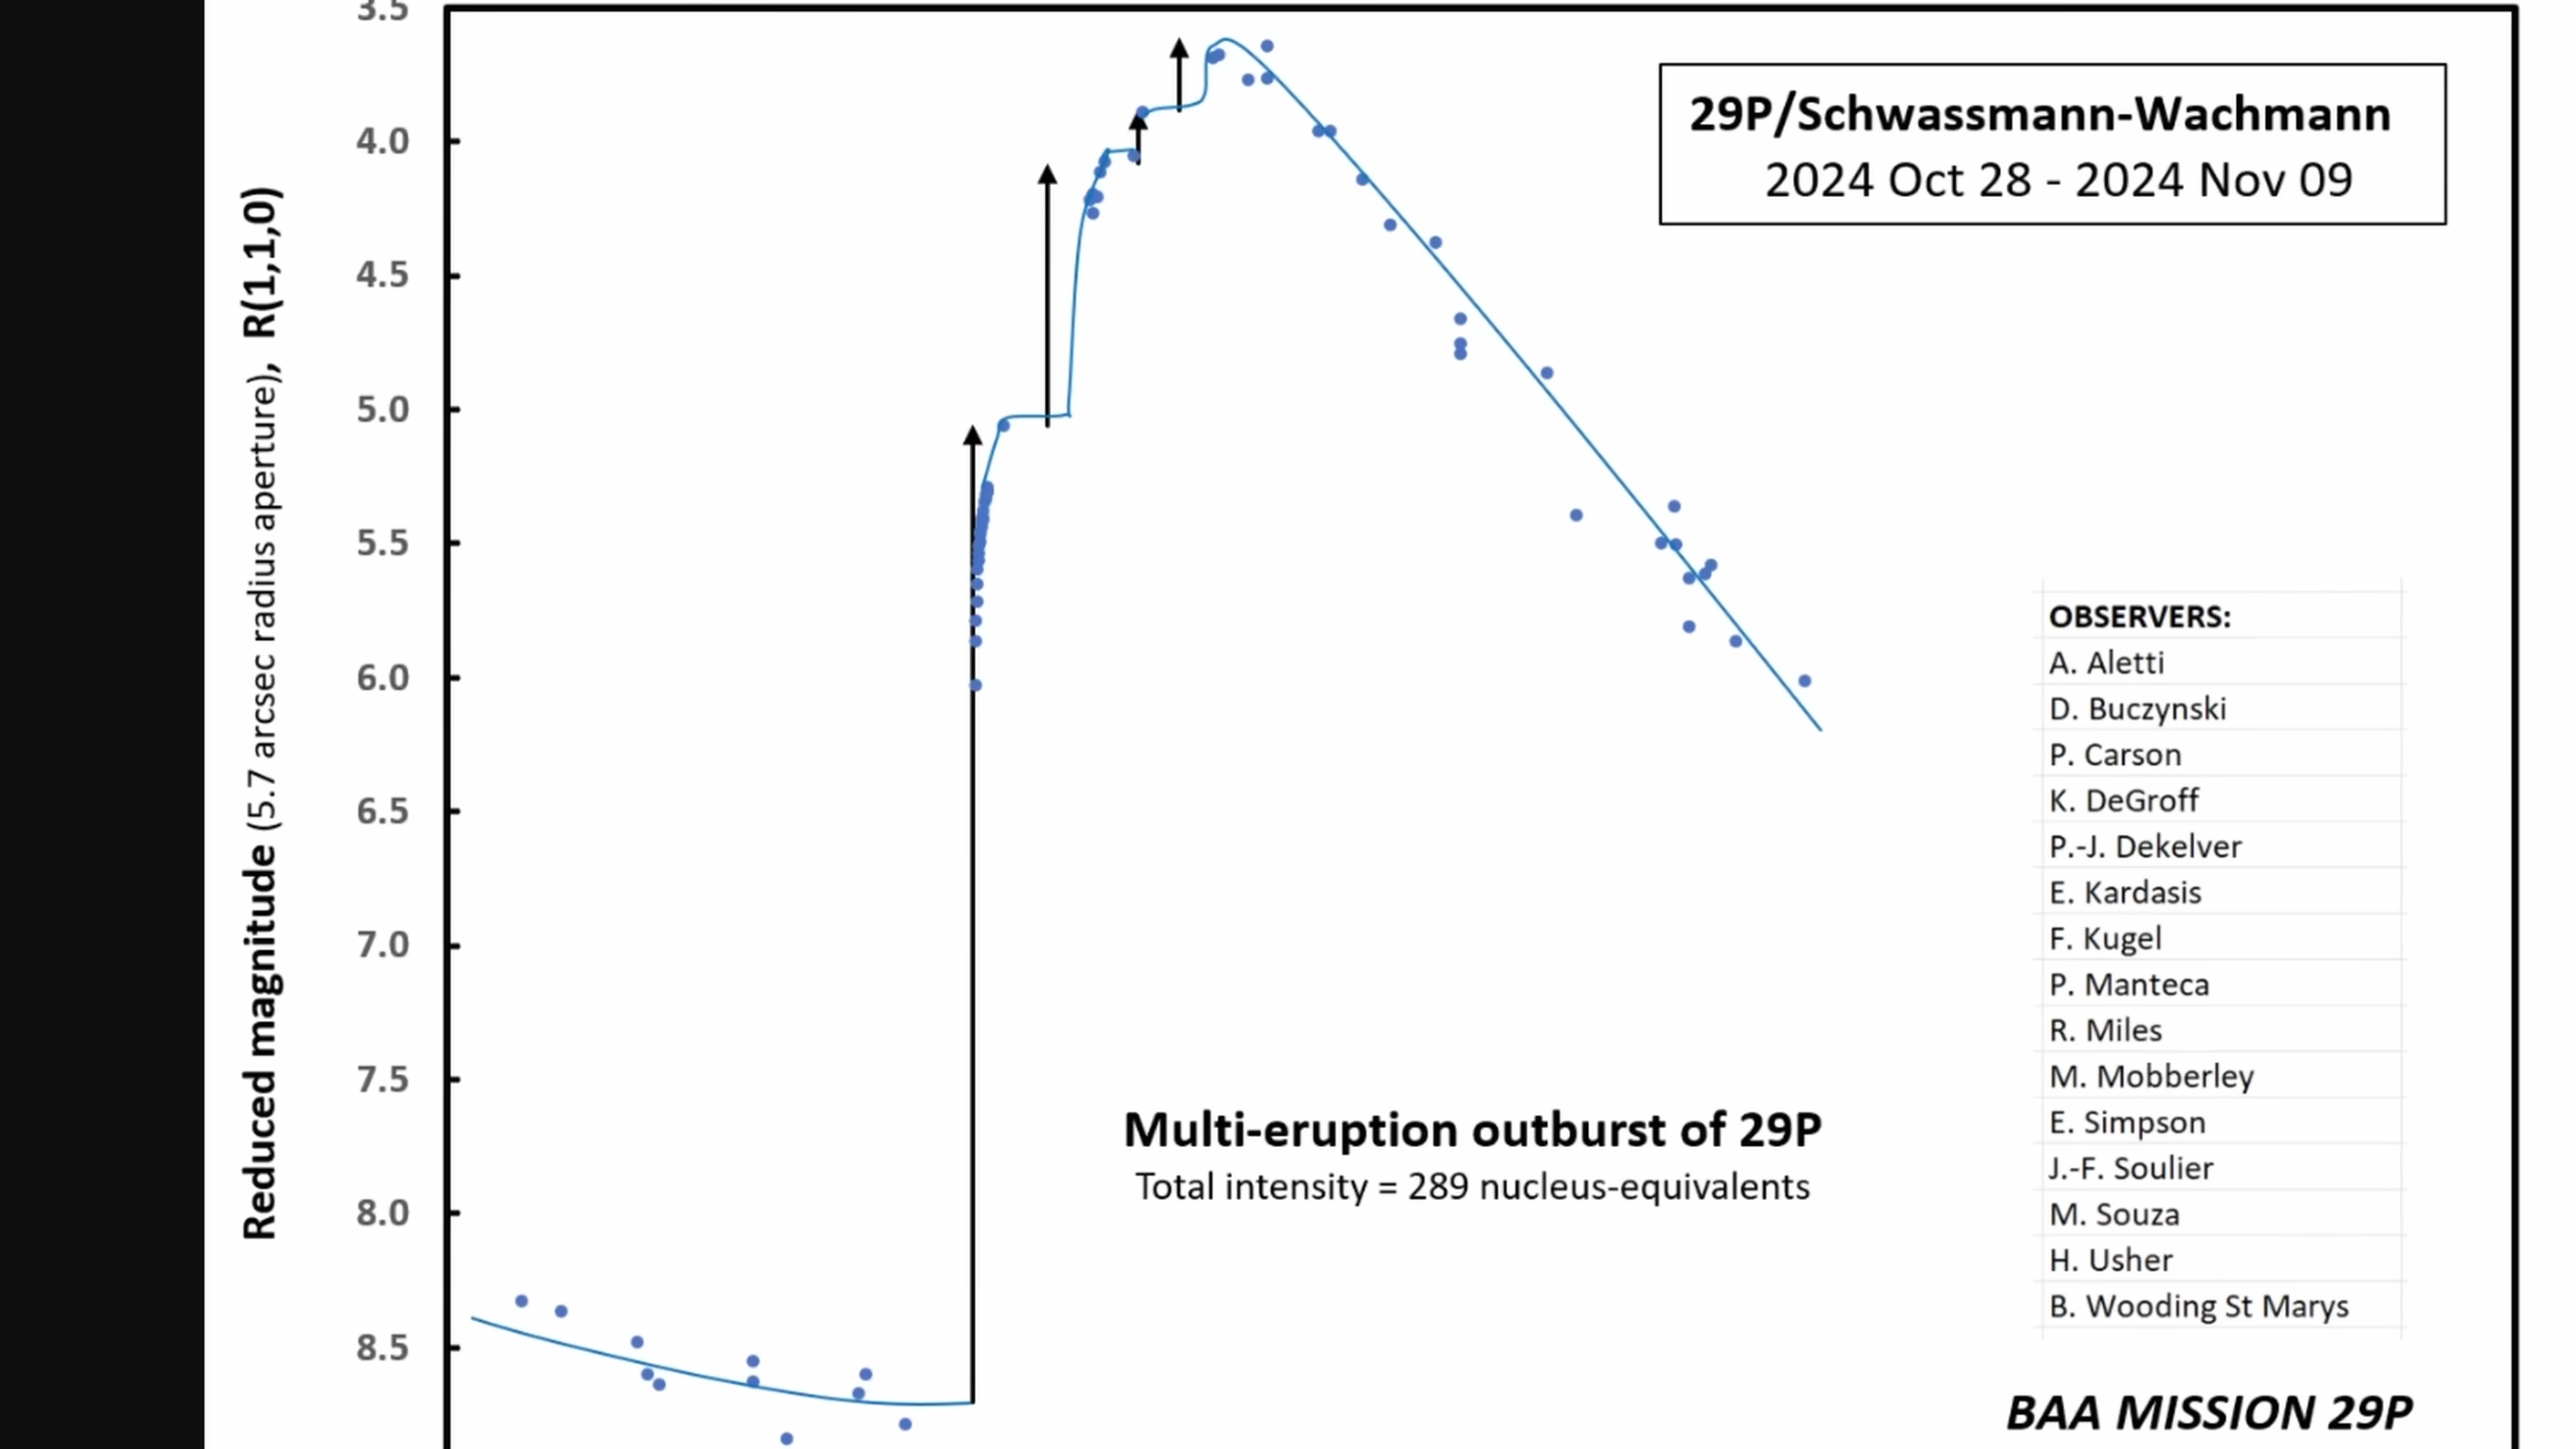 3.5
29P/Schwassmann-Wachmann
2024 Oct 28 - 2024 Nov 09
4.0
4.5
5.0
5.5
6.0
6.5
7.0
7.5
8.0
8.5
Reduced magnitude (5.7 arcsec radius aperture), R(1,1,0)
Multi-eruption outburst of 29P
Total intensity = 289 nucleus-equivalents
OBSERVERS:
A. Aletti
D. Buczynski
P. Carson
K. DeGroff
P.-J. Dekelver
E. Kardasis
F. Kugel
P. Manteca
R. Miles
M. Mobberley
E. Simpson
J.-F. Soulier
M. Souza
H. Usher
B. Wooding St Marys
BAA MISSION 29P